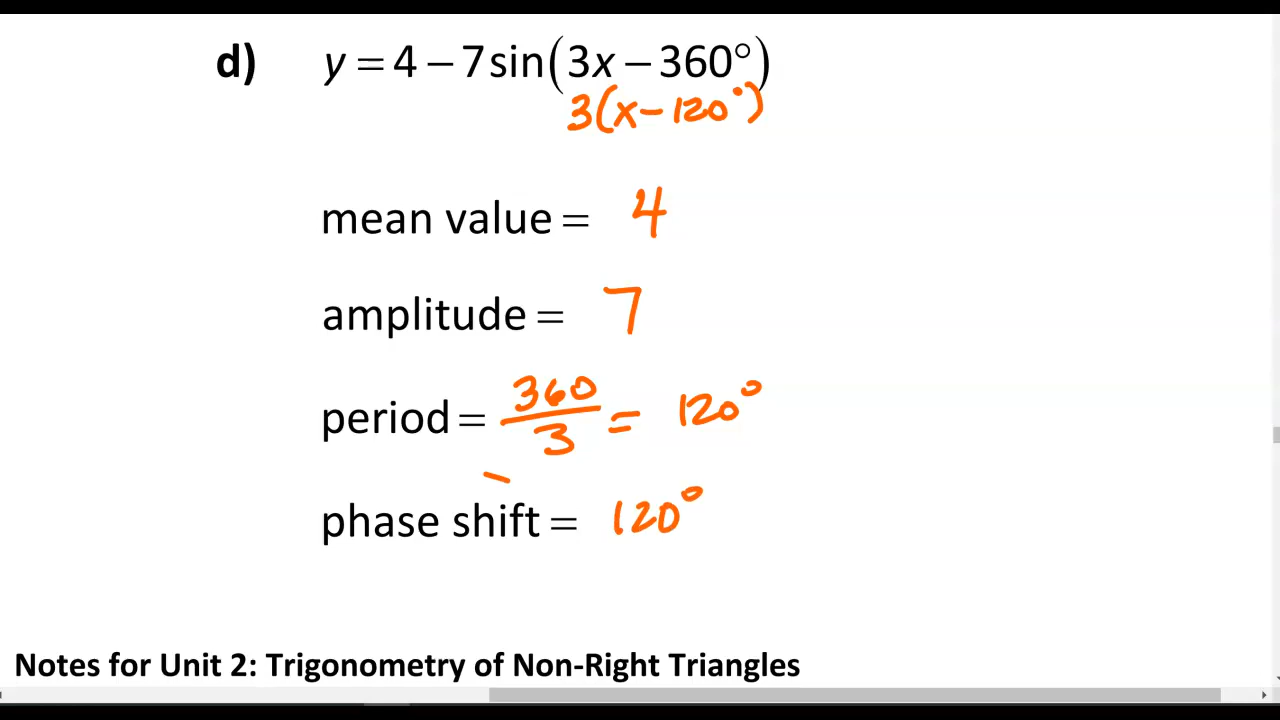 d) y = 4 − 7sin(3x − 360°)
3(x − 120°)
mean value = 4
amplitude = 7
period = 360/3 = 120°
phase shift = 120°
Notes for Unit 2: Trigonometry of Non-Right Triangles